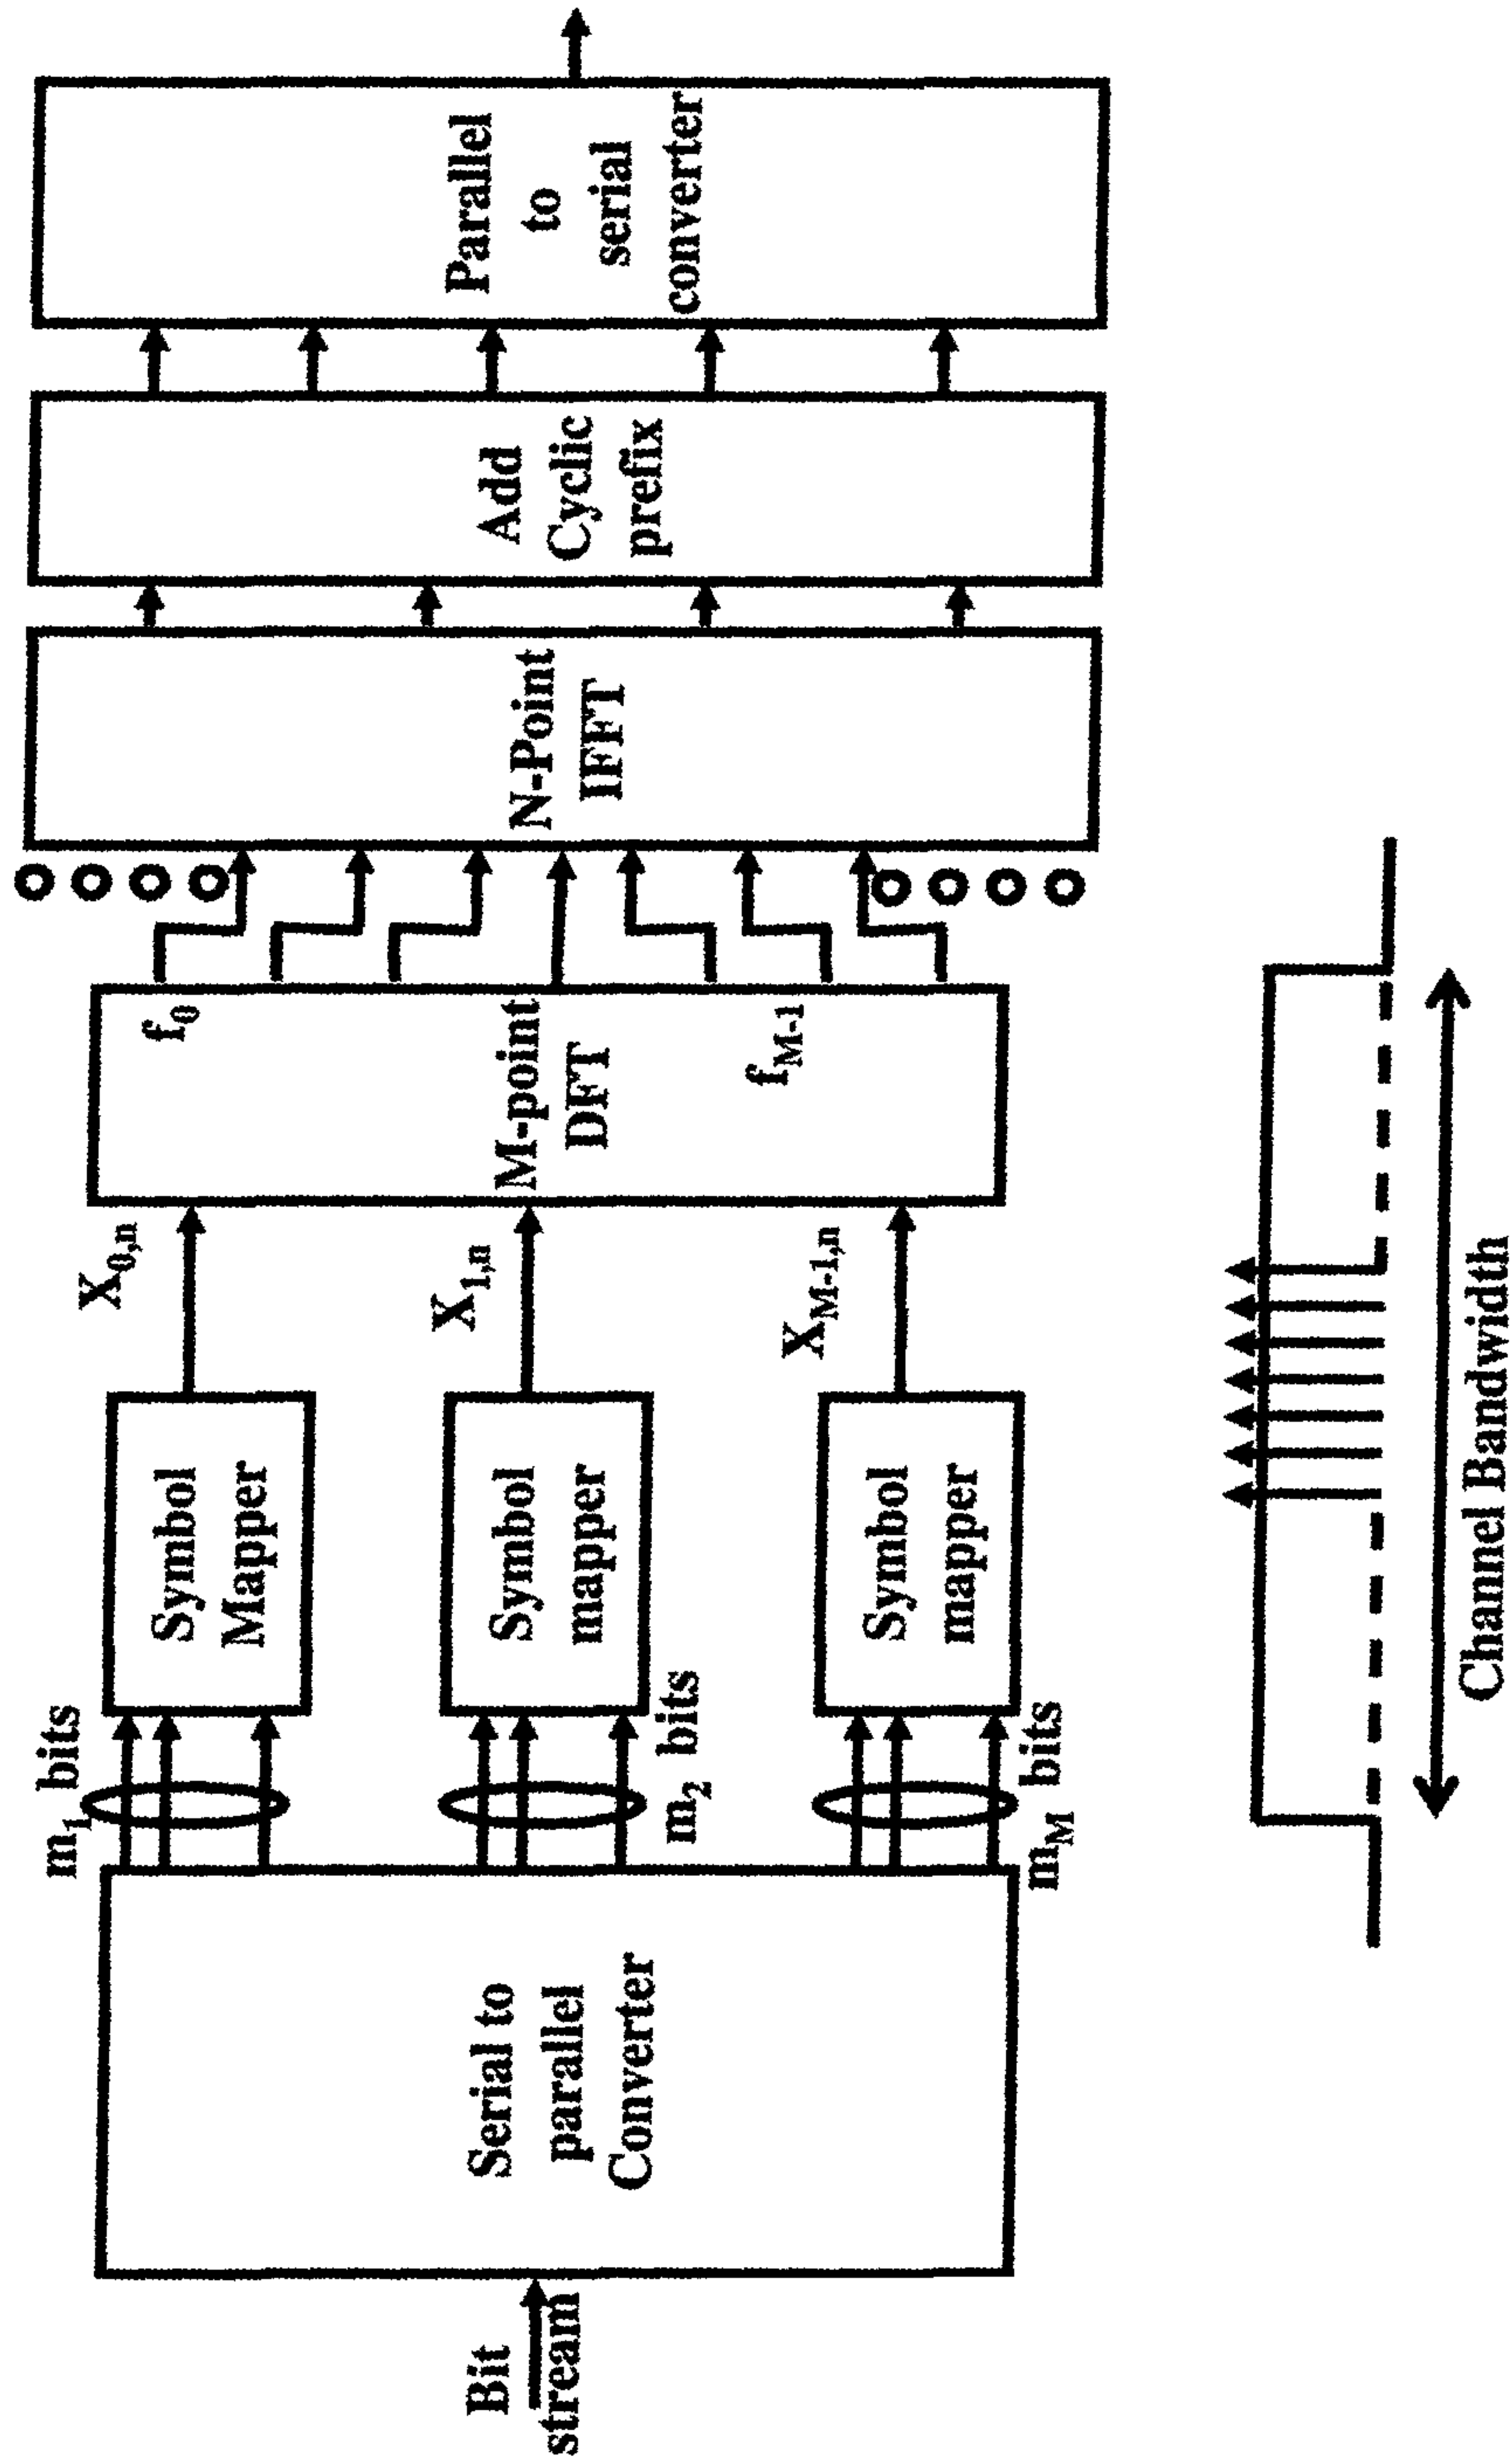 Bit
stream
Serial to
parallel
Converter
m1 bits
m2 bits
mM bits
Symbol
Mapper
Symbol
mapper
Symbol
mapper
X0,n
X1,n
XM-1,n
f0
M-point
DFT
fM-1
N-Point
IFFT
Add
Cyclic
prefix
Parallel
to
serial
converter
Channel Bandwidth